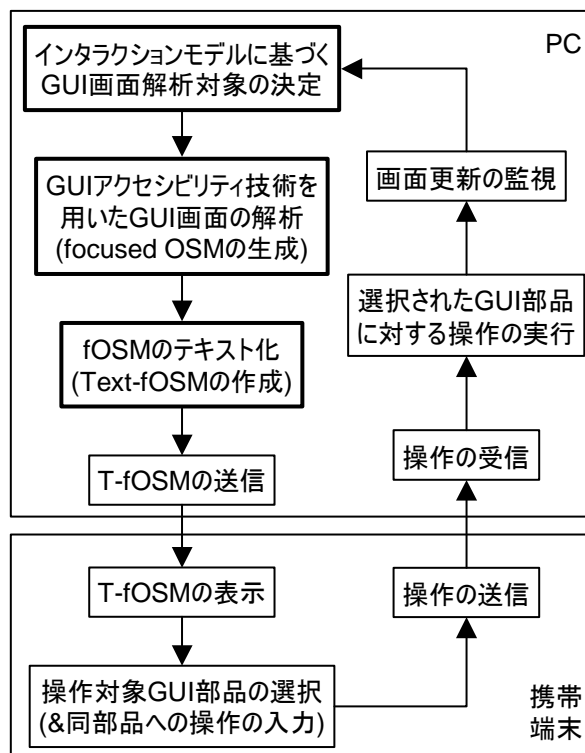 PC
インタラクションモデルに基づく
GUI画面解析対象の決定
GUIアクセシビリティ技術を
用いたGUI画面の解析
(focused OSMの生成)
fOSMのテキスト化
(Text-fOSMの作成)
T-fOSMの送信
T-fOSMの表示
操作対象GUI部品の選択
(&同部品への操作の入力)
操作の送信
操作の受信
選択されたGUI部品
に対する操作の実行
画面更新の監視
携帯
端末